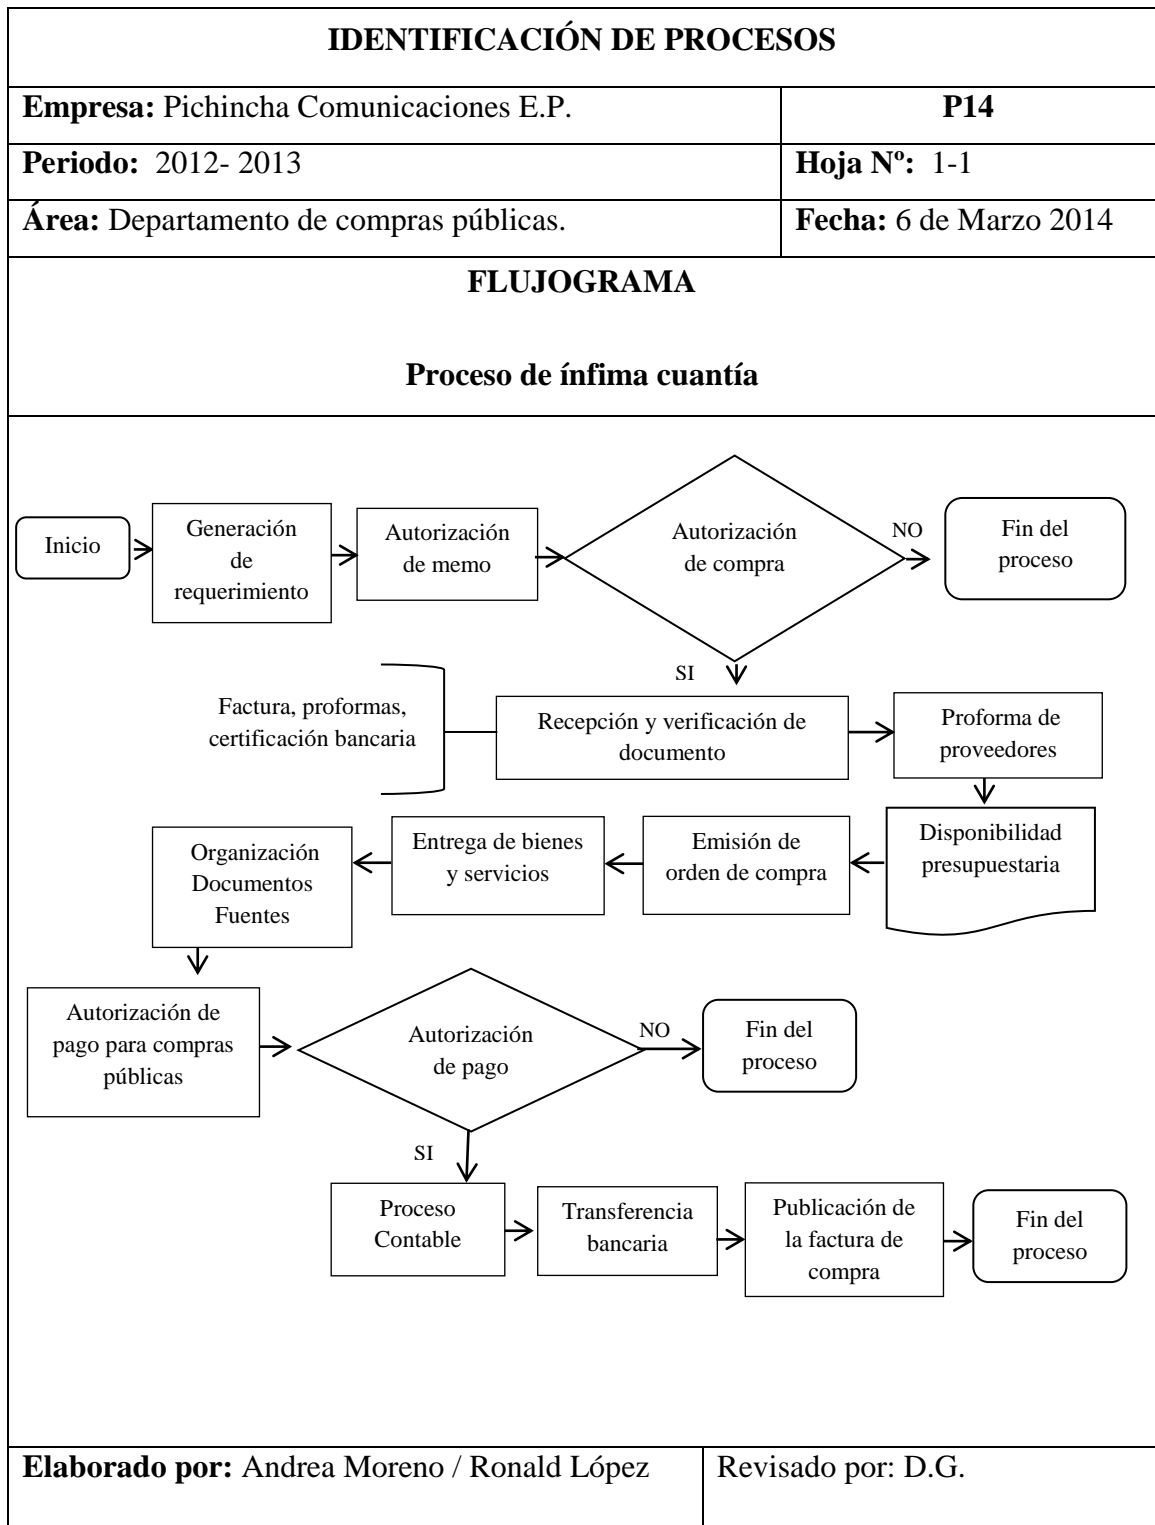 IDENTIFICACIÓN DE PROCESOS
Empresa: Pichincha Comunicaciones E.P.
P14
Periodo: 2012- 2013
Hoja Nº: 1-1
Área: Departamento de compras públicas.
Fecha: 6 de Marzo 2014
FLUJOGRAMA
Proceso de ínfima cuantía
Inicio
Generación
de
requerimiento
Autorización
de memo
Autorización
de compra
NO
Fin del
proceso
SI
Factura, proformas,
certificación bancaria
Recepción y verificación de
documento
Proforma de
proveedores
Disponibilidad
presupuestaria
Emisión de
orden de compra
Entrega de bienes
y servicios
Organización
Documentos
Fuentes
Autorización de
pago para compras
públicas
Autorización
de pago
NO
Fin del
proceso
SI
Proceso
Contable
Transferencia
bancaria
Publicación de
la factura de
compra
Fin del
proceso
Elaborado por: Andrea Moreno / Ronald López
Revisado por: D.G.